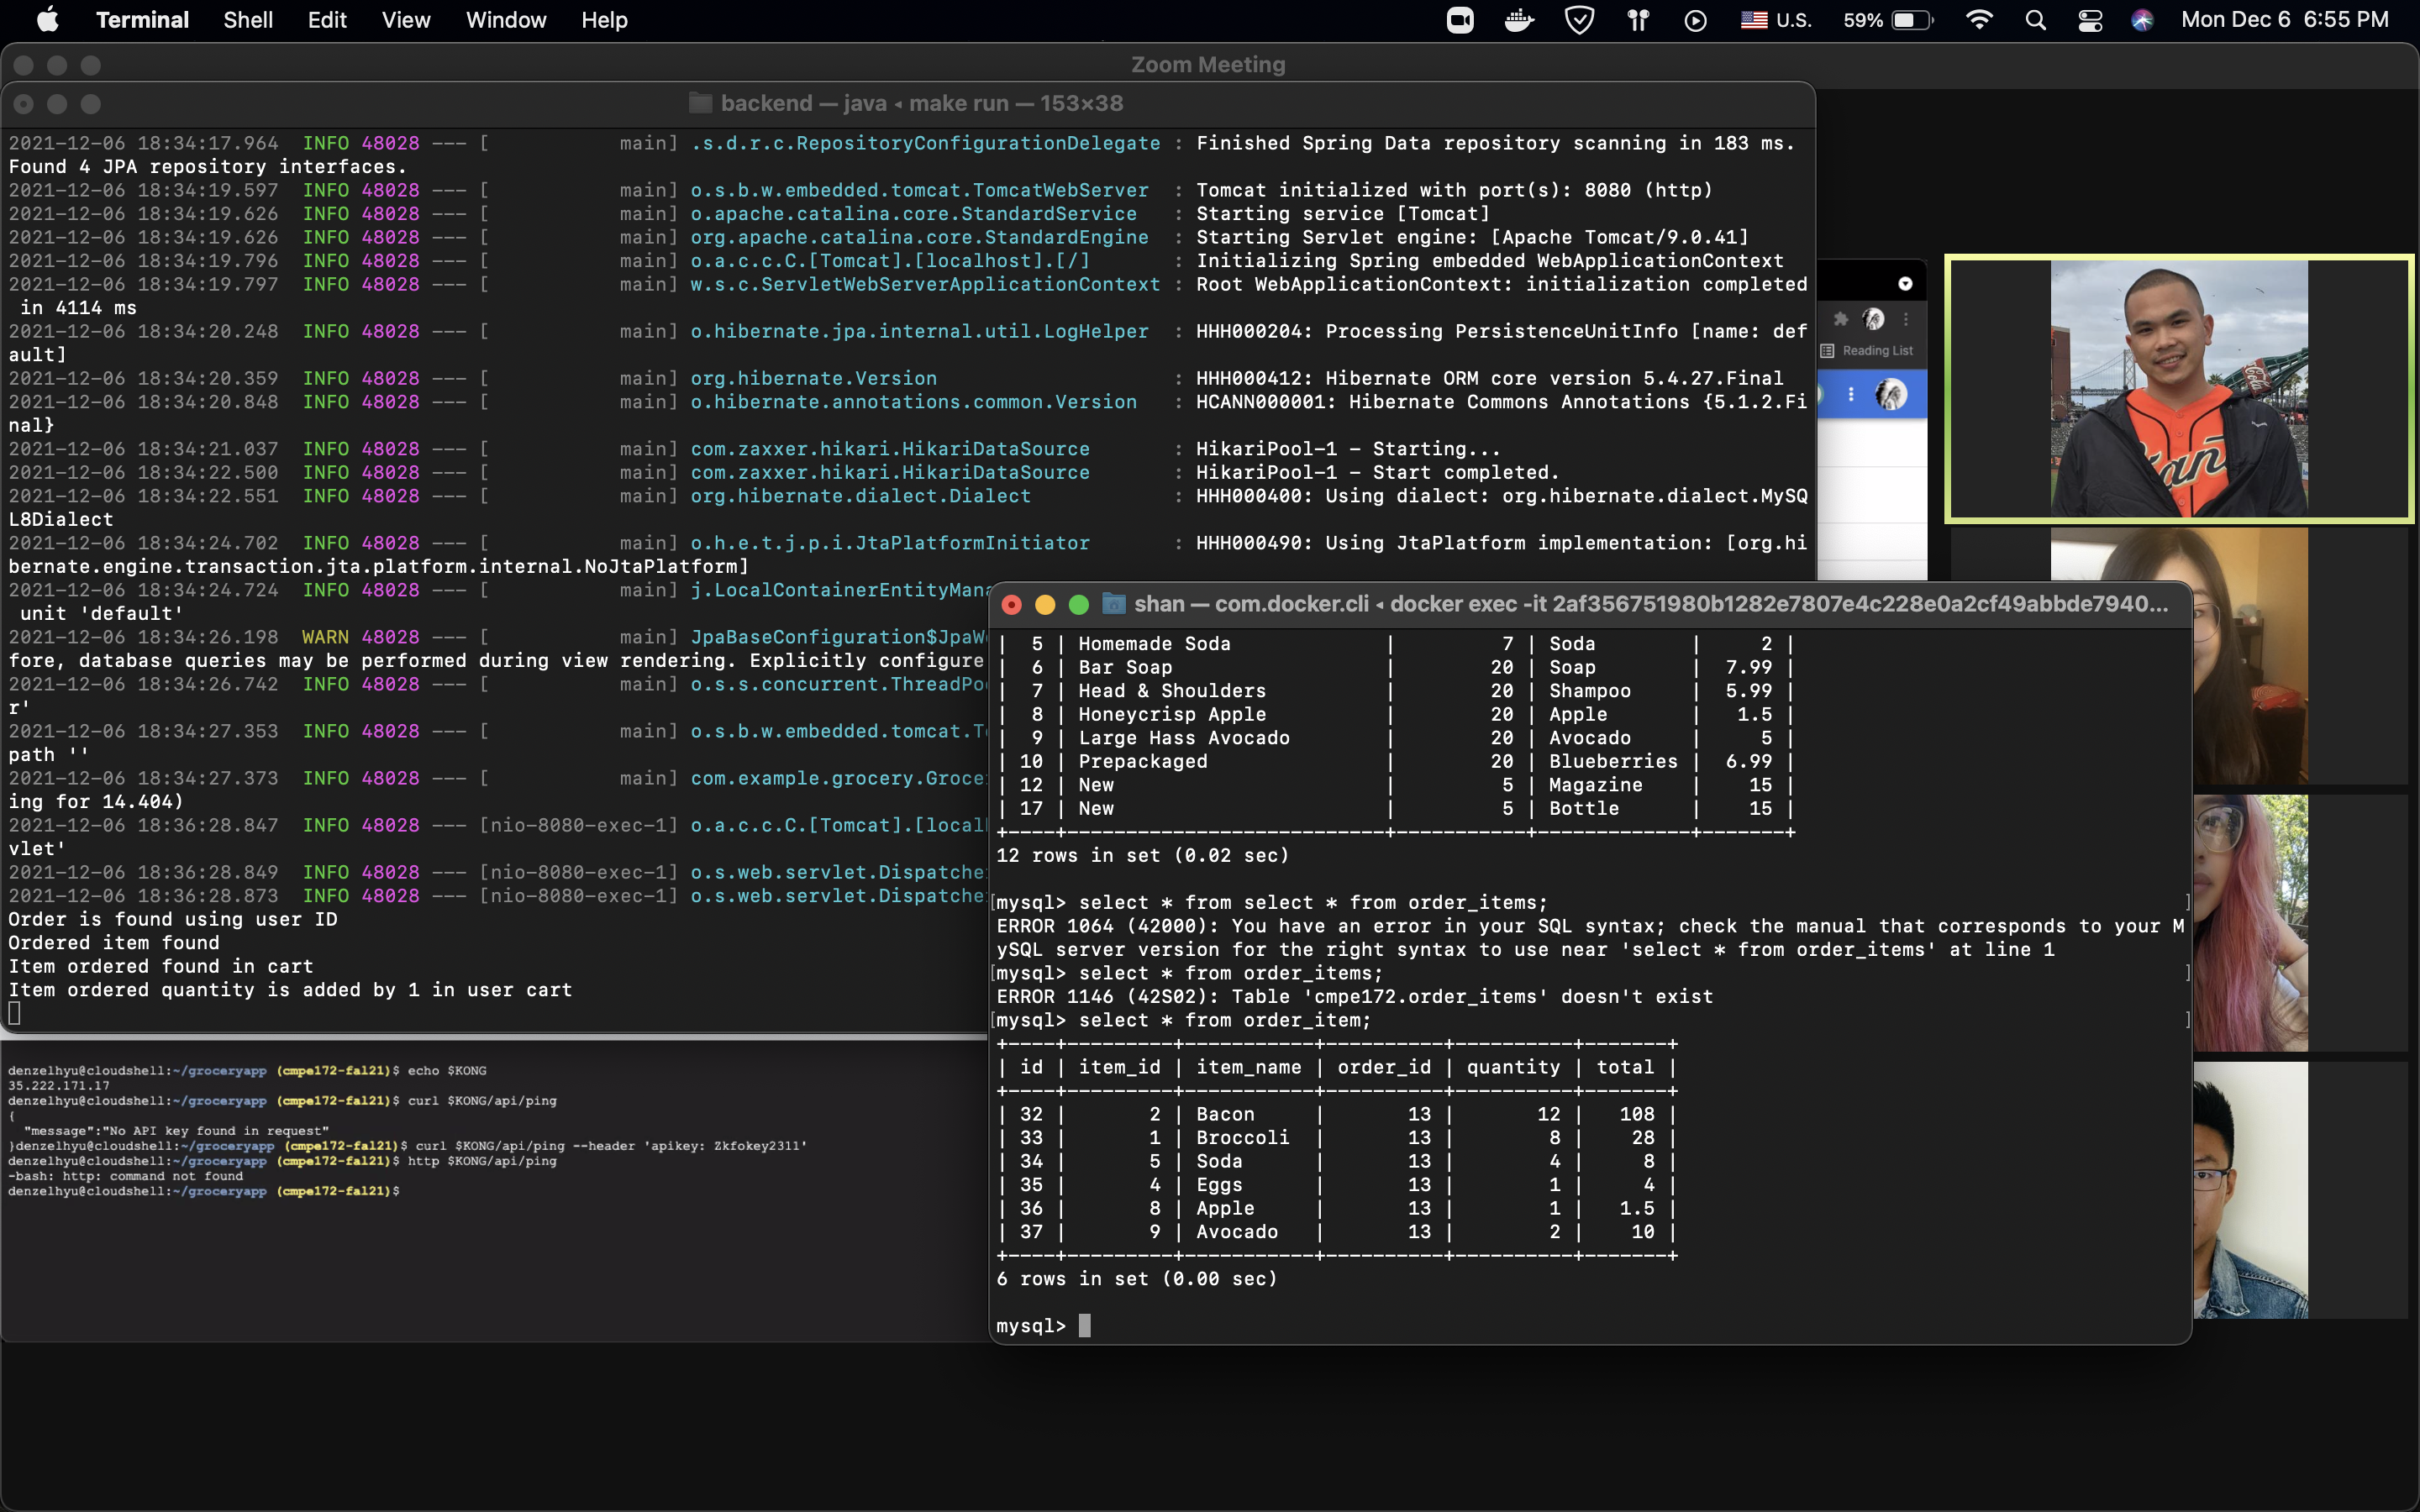 Terminal Shell Edit View Window Help U.S. 59% Mon Dec 6 6:55 PM
Zoom Meeting
backend — java ◂ make run — 153×38
2021-12-06 18:34:17.964  INFO 48028 --- [           main] .s.d.r.c.RepositoryConfigurationDelegate : Finished Spring Data repository scanning in 183 ms.
Found 4 JPA repository interfaces.
2021-12-06 18:34:19.597  INFO 48028 --- [           main] o.s.b.w.embedded.tomcat.TomcatWebServer  : Tomcat initialized with port(s): 8080 (http)
2021-12-06 18:34:19.626  INFO 48028 --- [           main] o.apache.catalina.core.StandardService   : Starting service [Tomcat]
2021-12-06 18:34:19.626  INFO 48028 --- [           main] org.apache.catalina.core.StandardEngine  : Starting Servlet engine: [Apache Tomcat/9.0.41]
2021-12-06 18:34:19.796  INFO 48028 --- [           main] o.a.c.c.C.[Tomcat].[localhost].[/]       : Initializing Spring embedded WebApplicationContext
2021-12-06 18:34:19.797  INFO 48028 --- [           main] w.s.c.ServletWebServerApplicationContext : Root WebApplicationContext: initialization completed
 in 4114 ms
2021-12-06 18:34:20.248  INFO 48028 --- [           main] o.hibernate.jpa.internal.util.LogHelper  : HHH000204: Processing PersistenceUnitInfo [name: def
ault]
2021-12-06 18:34:20.359  INFO 48028 --- [           main] org.hibernate.Version                    : HHH000412: Hibernate ORM core version 5.4.27.Final
2021-12-06 18:34:20.848  INFO 48028 --- [           main] o.hibernate.annotations.common.Version   : HCANN000001: Hibernate Commons Annotations {5.1.2.Fi
nal}
2021-12-06 18:34:21.037  INFO 48028 --- [           main] com.zaxxer.hikari.HikariDataSource       : HikariPool-1 - Starting...
2021-12-06 18:34:22.500  INFO 48028 --- [           main] com.zaxxer.hikari.HikariDataSource       : HikariPool-1 - Start completed.
2021-12-06 18:34:22.551  INFO 48028 --- [           main] org.hibernate.dialect.Dialect            : HHH000400: Using dialect: org.hibernate.dialect.MySQ
L8Dialect
2021-12-06 18:34:24.702  INFO 48028 --- [           main] o.h.e.t.j.p.i.JtaPlatformInitiator       : HHH000490: Using JtaPlatform implementation: [org.hi
bernate.engine.transaction.jta.platform.internal.NoJtaPlatform]
2021-12-06 18:34:24.724  INFO 48028 --- [           main] j.LocalContainerEntityMana
 unit 'default'
2021-12-06 18:34:26.198  WARN 48028 --- [           main] JpaBaseConfiguration$JpaWe
fore, database queries may be performed during view rendering. Explicitly configure
2021-12-06 18:34:26.742  INFO 48028 --- [           main] o.s.s.concurrent.ThreadPoo
r'
2021-12-06 18:34:27.353  INFO 48028 --- [           main] o.s.b.w.embedded.tomcat.To
path ''
2021-12-06 18:34:27.373  INFO 48028 --- [           main] com.example.grocery.Grocer
ing for 14.404)
2021-12-06 18:36:28.847  INFO 48028 --- [nio-8080-exec-1] o.a.c.c.C.[Tomcat].[local
vlet'
2021-12-06 18:36:28.849  INFO 48028 --- [nio-8080-exec-1] o.s.web.servlet.Dispatche
2021-12-06 18:36:28.873  INFO 48028 --- [nio-8080-exec-1] o.s.web.servlet.Dispatche
Order is found using user ID
Ordered item found
Item ordered found in cart
Item ordered quantity is added by 1 in user cart
Reading List
Coca
denzelhyu@cloudshell:~/groceryapp (cmpe172-fal21)$ echo $KONG
35.222.171.17
denzelhyu@cloudshell:~/groceryapp (cmpe172-fal21)$ curl $KONG/api/ping
{
  "message":"No API key found in request"
}denzelhyu@cloudshell:~/groceryapp (cmpe172-fal21)$ curl $KONG/api/ping --header 'apikey: Zkfokey2311'
denzelhyu@cloudshell:~/groceryapp (cmpe172-fal21)$ http $KONG/api/ping
-bash: http: command not found
denzelhyu@cloudshell:~/groceryapp (cmpe172-fal21)$
shan — com.docker.cli ◂ docker exec -it 2af356751980b1282e7807e4c228e0a2cf49abbde7940...
|  5 | Homemade Soda             |         7 | Soda        |     2 |
|  6 | Bar Soap                  |        20 | Soap        |  7.99 |
|  7 | Head & Shoulders          |        20 | Shampoo     |  5.99 |
|  8 | Honeycrisp Apple          |        20 | Apple       |   1.5 |
|  9 | Large Hass Avocado        |        20 | Avocado     |     5 |
| 10 | Prepackaged               |        20 | Blueberries |  6.99 |
| 12 | New                       |         5 | Magazine    |    15 |
| 17 | New                       |         5 | Bottle      |    15 |
+----+---------------------------+-----------+-------------+-------+
12 rows in set (0.02 sec)
[mysql> select * from select * from order_items; ]
ERROR 1064 (42000): You have an error in your SQL syntax; check the manual that corresponds to your M
ySQL server version for the right syntax to use near 'select * from order_items' at line 1
[mysql> select * from order_items; ]
ERROR 1146 (42S02): Table 'cmpe172.order_items' doesn't exist
[mysql> select * from order_item; ]
+----+---------+-----------+----------+----------+-------+
| id | item_id | item_name | order_id | quantity | total |
+----+---------+-----------+----------+----------+-------+
| 32 |       2 | Bacon     |       13 |       12 |   108 |
| 33 |       1 | Broccoli  |       13 |        8 |    28 |
| 34 |       5 | Soda      |       13 |        4 |     8 |
| 35 |       4 | Eggs      |       13 |        1 |     4 |
| 36 |       8 | Apple     |       13 |        1 |   1.5 |
| 37 |       9 | Avocado   |       13 |        2 |    10 |
+----+---------+-----------+----------+----------+-------+
6 rows in set (0.00 sec)
mysql>